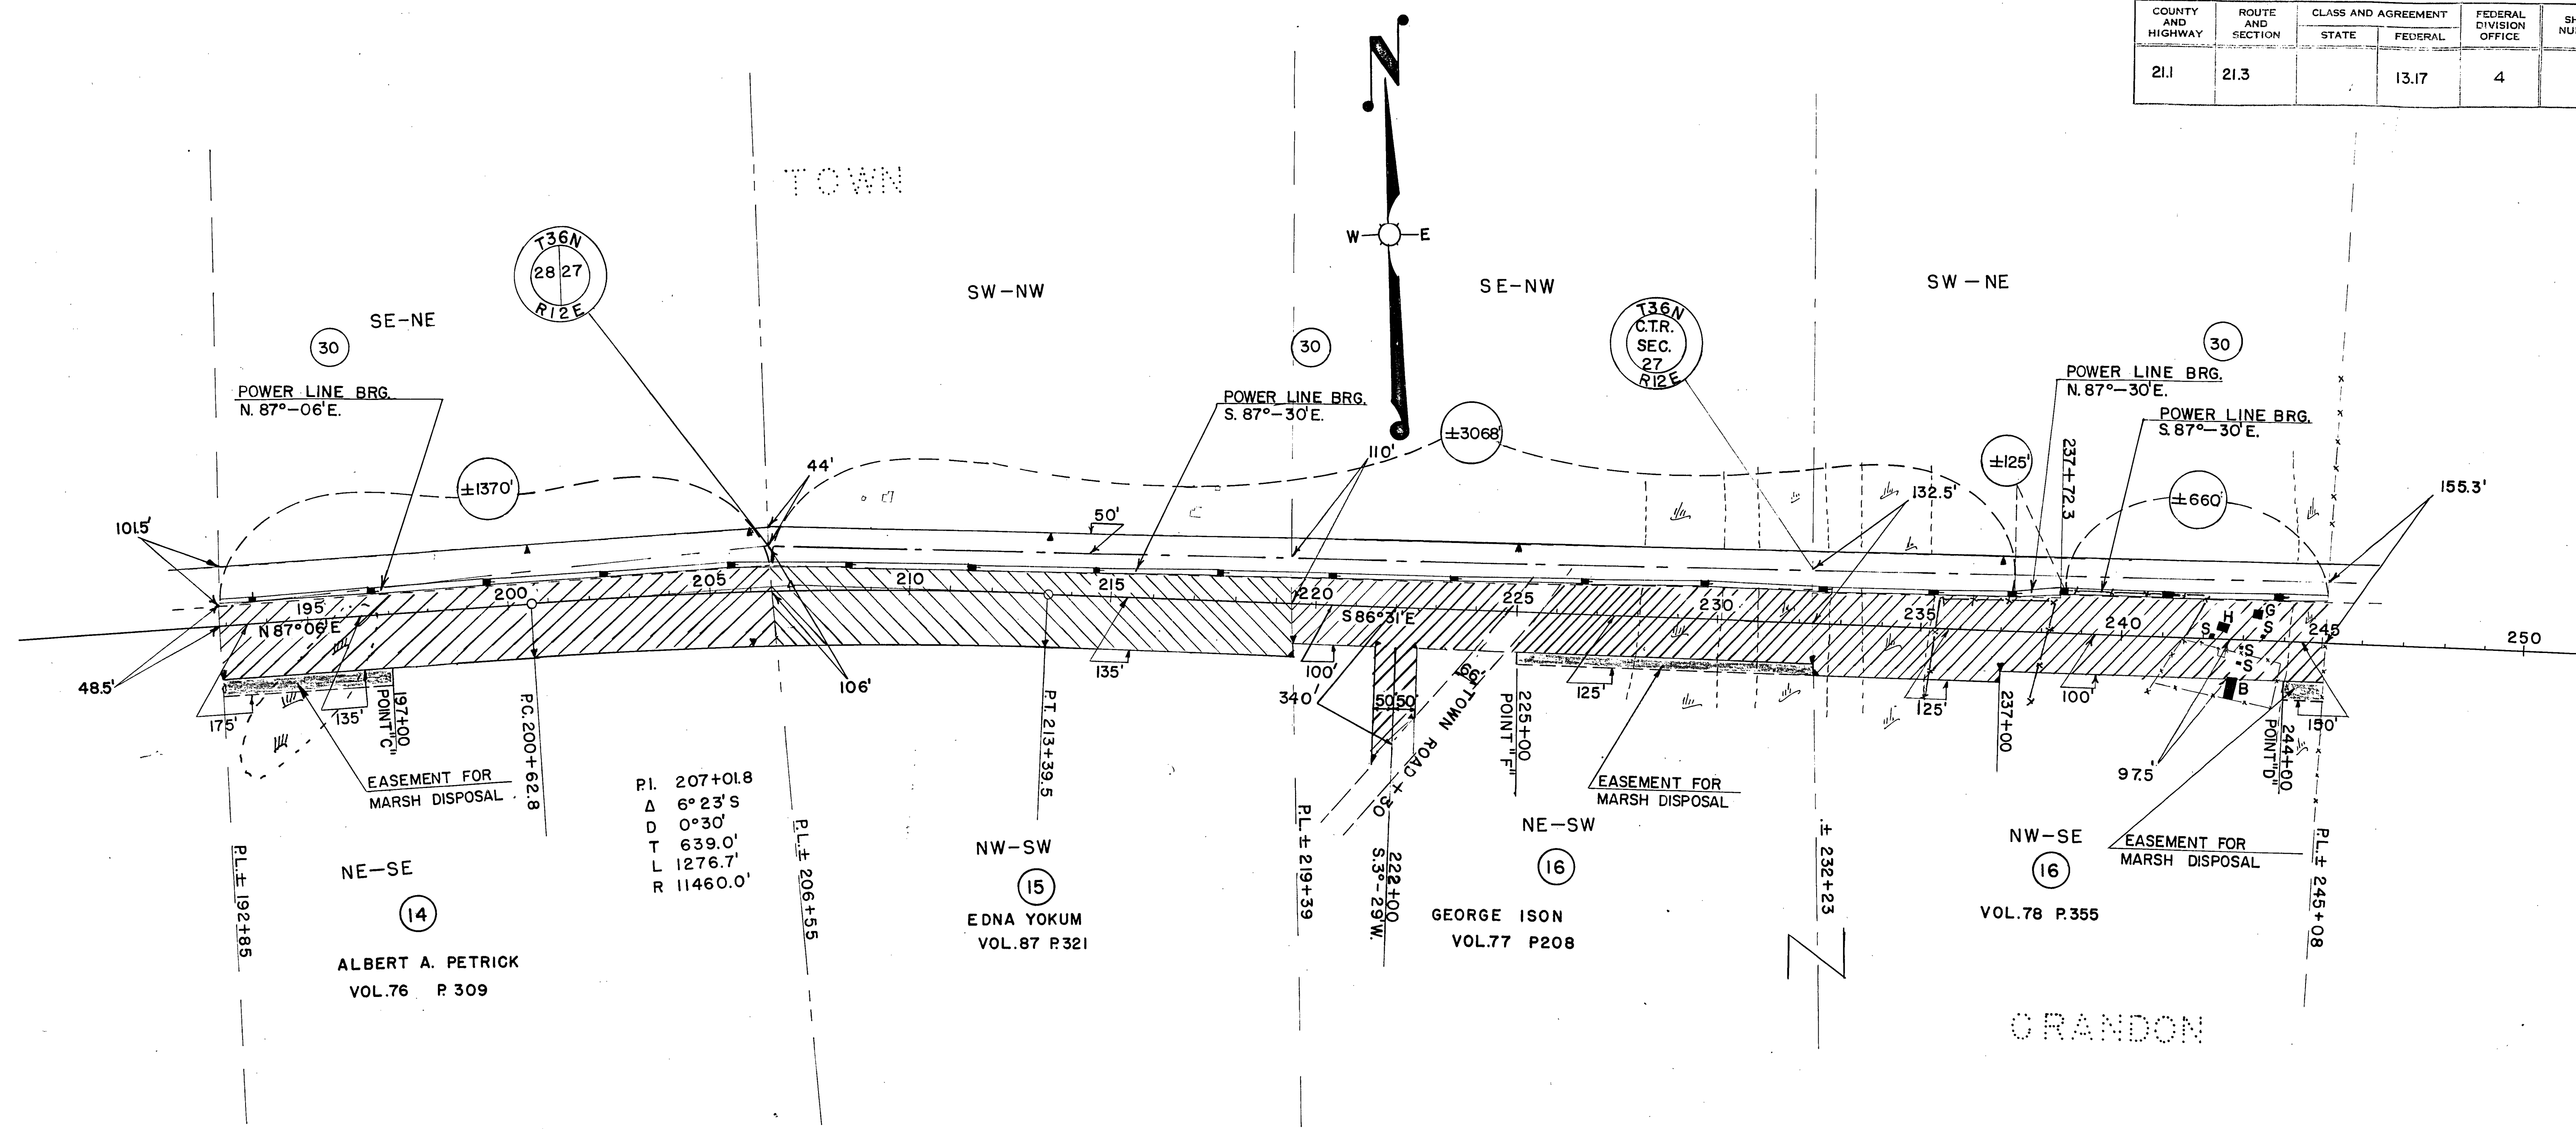 COUNTY AND HIGHWAY
ROUTE AND SECTION
CLASS AND AGREEMENT
STATE
FEDERAL
FEDERAL DIVISION OFFICE
21.1
21.3
13.17
4
N
W
E
TOWN
T36N
28 27
R12E
SE-NE
SW-NW
SE-NW
SW-NE
30
30
30
T36N
C.T.R.
SEC.
27
R12E
POWER LINE BRG.
N. 87°-06'E.
POWER LINE BRG.
S. 87°-30'E.
POWER LINE BRG.
N. 87°-30'E.
POWER LINE BRG.
S. 87°-30'E.
±1370'
±3068'
±125'
±660'
237+72.3
101.5'
44'
50'
110'
132.5'
155.3'
195
200
205
210
215
220
225
230
235
240
245
250
N 87°06'E
S 86°31'E
H
G
S
S
S
S
B
48.5'
175'
135'
197+00
POINT "C"
P.C. 200+62.8
106'
P.T. 213+39.5
135'
100'
340'
50'
50'
66'
TOWN ROAD
+30
225+00
POINT "F"
125'
125'
237+00
100'
97.5'
244+00
POINT "D"
150'
EASEMENT FOR
MARSH DISPOSAL
EASEMENT FOR
MARSH DISPOSAL
EASEMENT FOR
MARSH DISPOSAL
P.I. 207+01.8
Δ 6°23'S
D 0°30'
T 639.0'
L 1276.7'
R 11460.0'
P.L.± 192+85
P.L.± 206+55
P.L.± 219+39
222+00
S.3°-29'W.
± 232+23
P.L.± 245+08
NE-SE
14
ALBERT A. PETRICK
VOL.76 P. 309
NW-SW
15
EDNA YOKUM
VOL.87 P.321
NE-SW
16
GEORGE ISON
VOL.77 P208
NW-SE
16
VOL.78 P.355
CRANDON